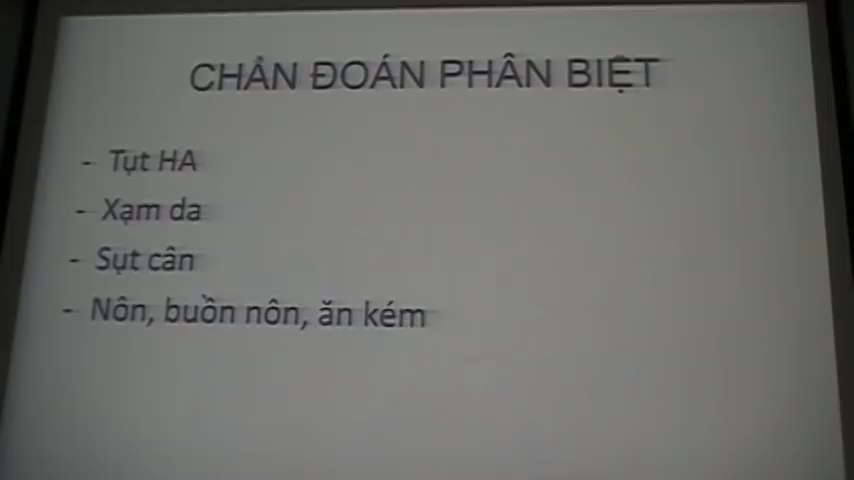 CHẨN ĐOÁN PHÂN BIỆT
- Tụt HA
- Xạm da
- Sụt cân
- Nôn, buồn nôn, ăn kém